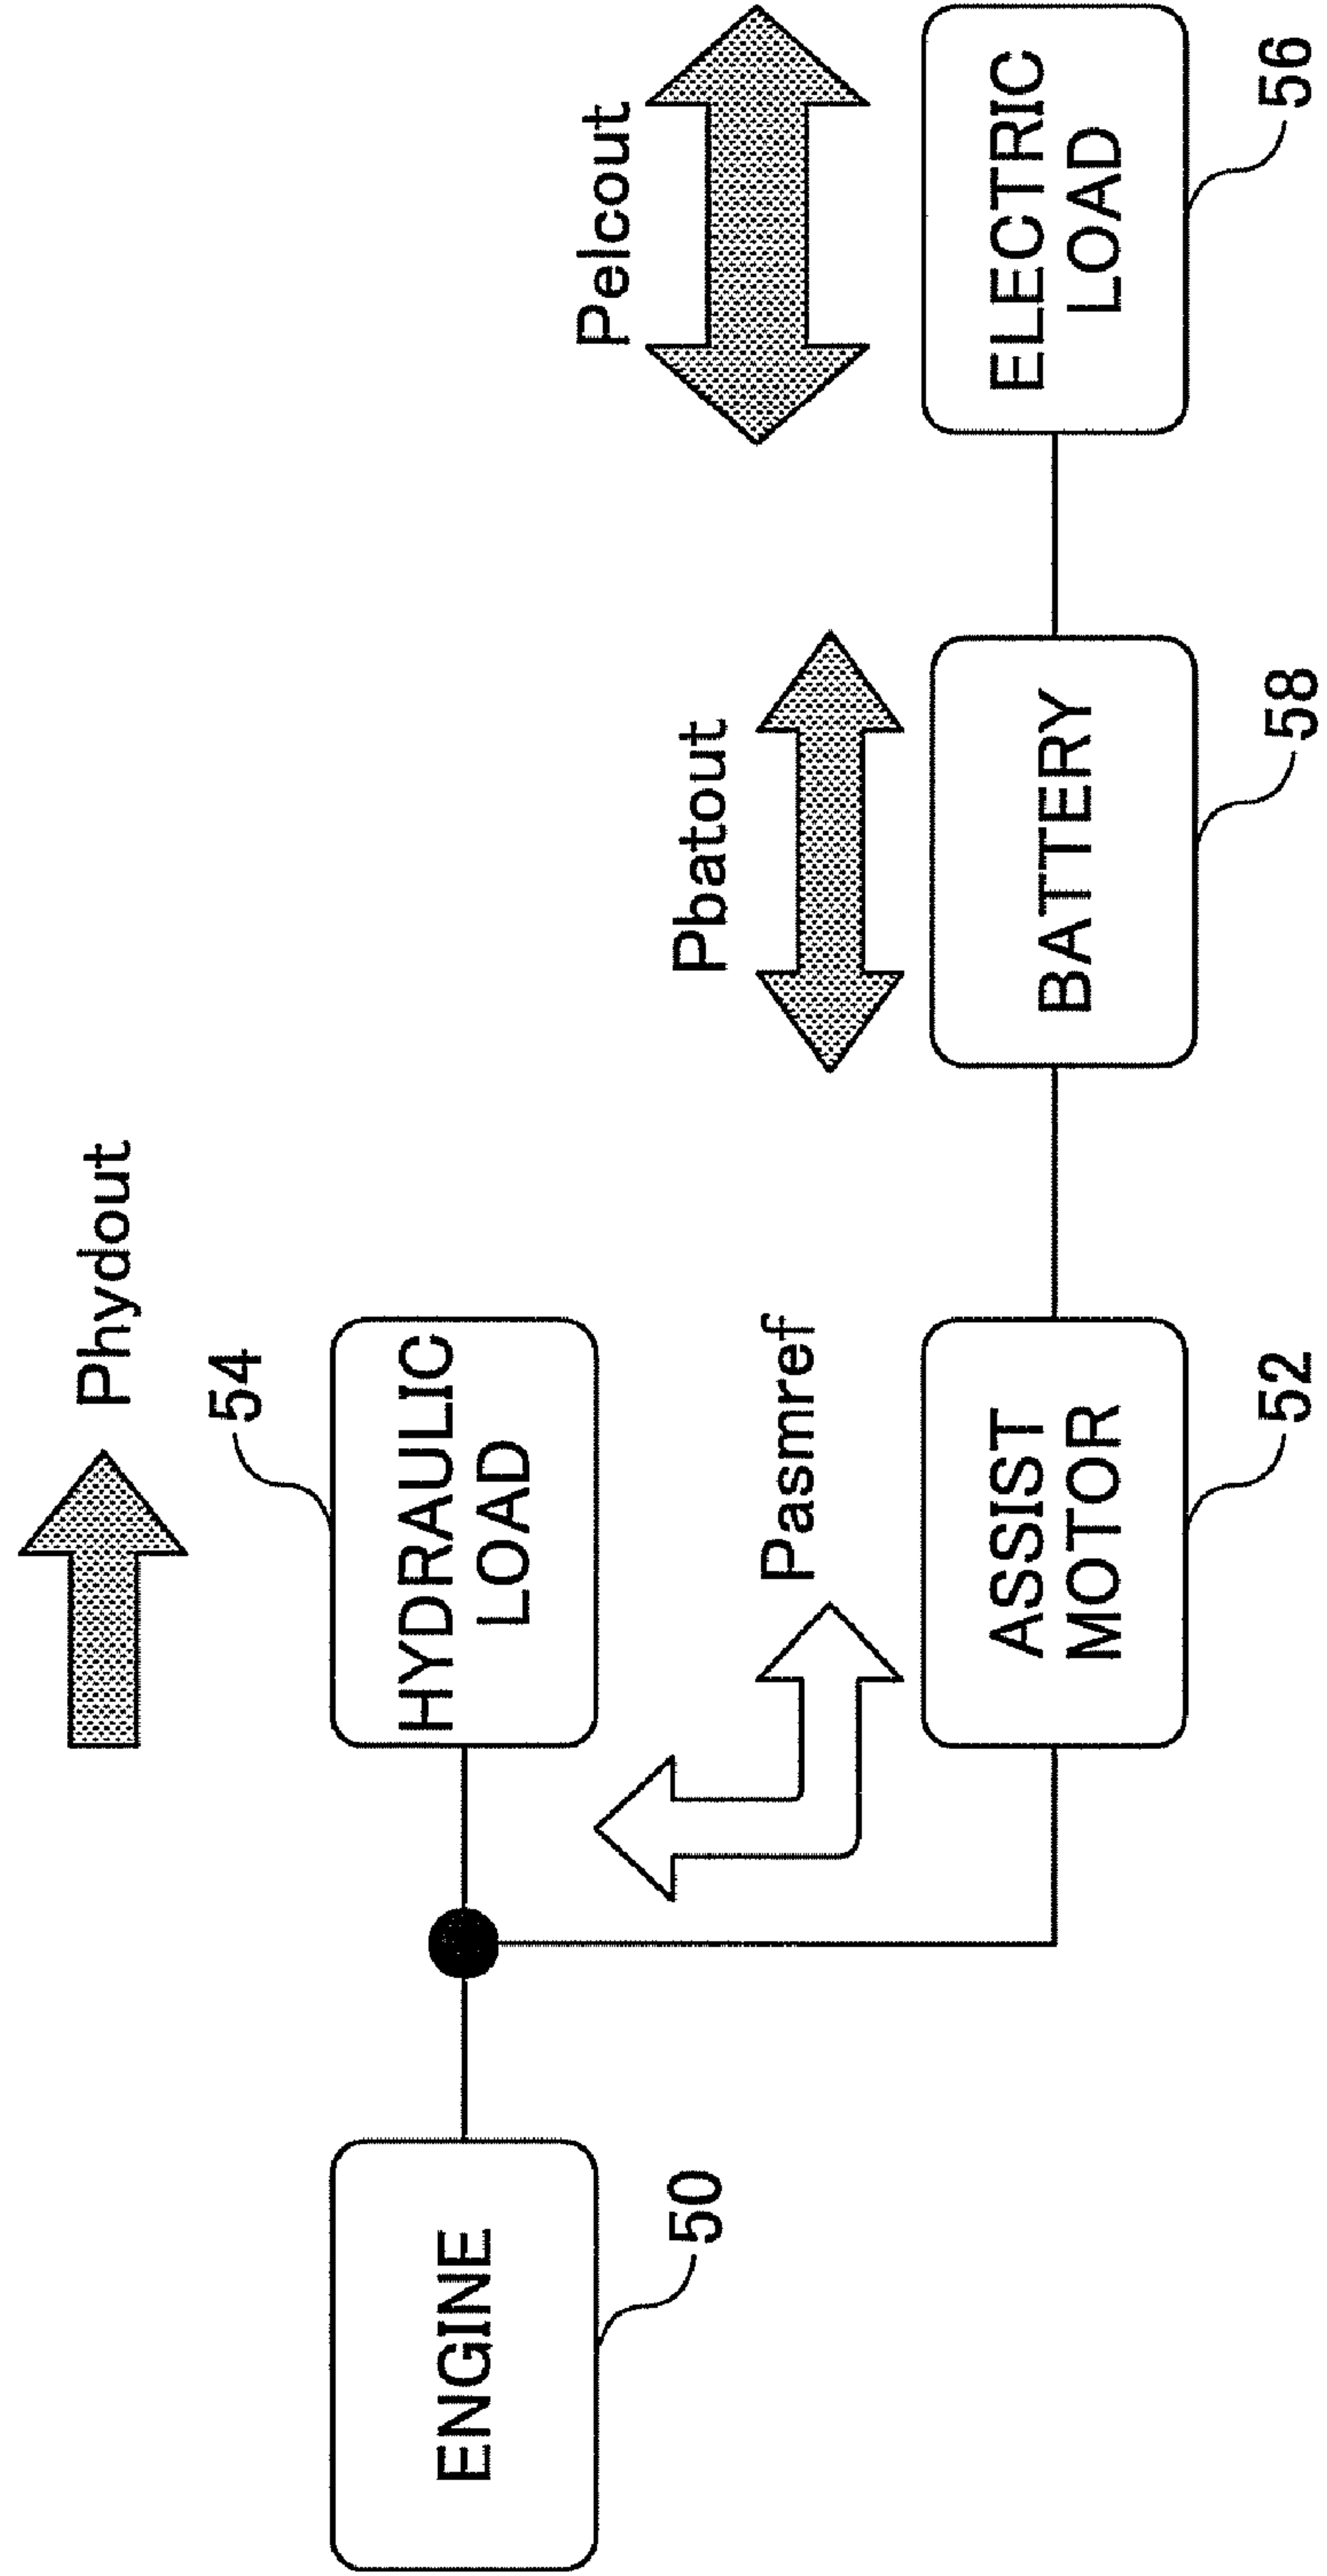 Phydout
54
HYDRAULIC
LOAD
ENGINE
50
Pasmref
ASSIST
MOTOR
52
Pbatout
BATTERY
58
Pelcout
ELECTRIC
LOAD
56